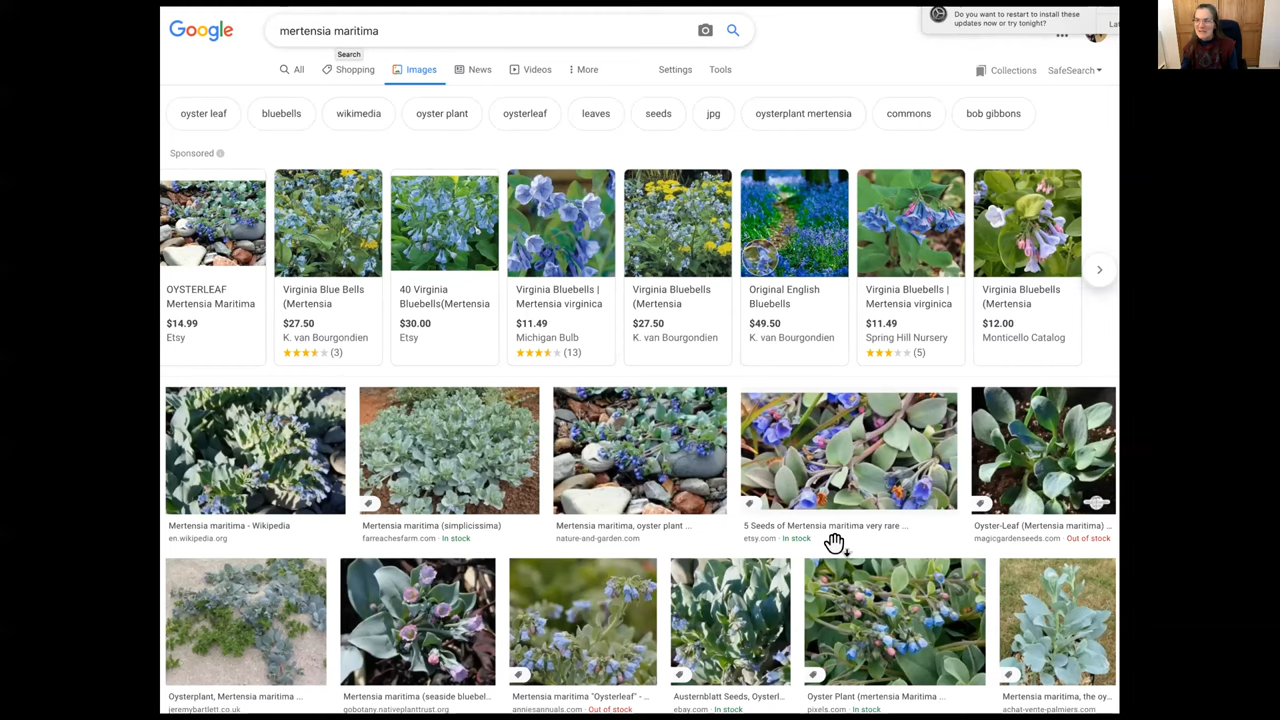 Google
mertensia maritima
Do you want to restart to install these
updates now or try tonight?
Search
All
Shopping
Images
News
Videos
More
Settings
Tools
Collections
SafeSearch
oyster leaf
bluebells
wikimedia
oyster plant
oysterleaf
leaves
seeds
jpg
oysterplant mertensia
commons
bob gibbons
Sponsored
OYSTERLEAF
Mertensia Maritima
$14.99
Etsy
Virginia Blue Bells
(Mertensia
$27.50
K. van Bourgondien
(3)
40 Virginia
Bluebells(Mertensia
$30.00
Etsy
Virginia Bluebells |
Mertensia virginica
$11.49
Michigan Bulb
(13)
Virginia Bluebells
(Mertensia
$27.50
K. van Bourgondien
Original English
Bluebells
$49.50
K. van Bourgondien
Virginia Bluebells |
Mertensia virginica
$11.49
Spring Hill Nursery
(5)
Virginia Bluebells
(Mertensia
$12.00
Monticello Catalog
Mertensia maritima - Wikipedia
en.wikipedia.org
Mertensia maritima (simplicissima)
farreachesfarm.com · In stock
Mertensia maritima, oyster plant ...
nature-and-garden.com
5 Seeds of Mertensia maritima very rare ...
etsy.com · In stock
Oyster-Leaf (Mertensia maritima) ...
magicgardenseeds.com · Out of stock
Oysterplant, Mertensia maritima ...
jeremybartlett.co.uk
Mertensia maritima (seaside bluebel...
gobotany.nativeplanttrust.org
Mertensia maritima "Oysterleaf" - ...
anniesannuals.com · Out of stock
Austernblatt Seeds, Oysterl...
ebay.com · In stock
Oyster Plant (mertensia Maritima ...
pixels.com · In stock
Mertensia maritima, the oy...
achat-vente-palmiers.com